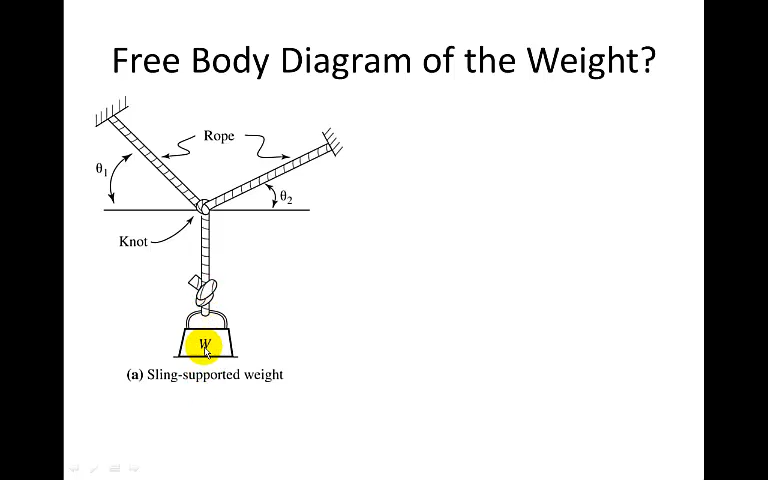 Free Body Diagram of the Weight?
Rope
θ1
θ2
Knot
W
(a) Sling-supported weight